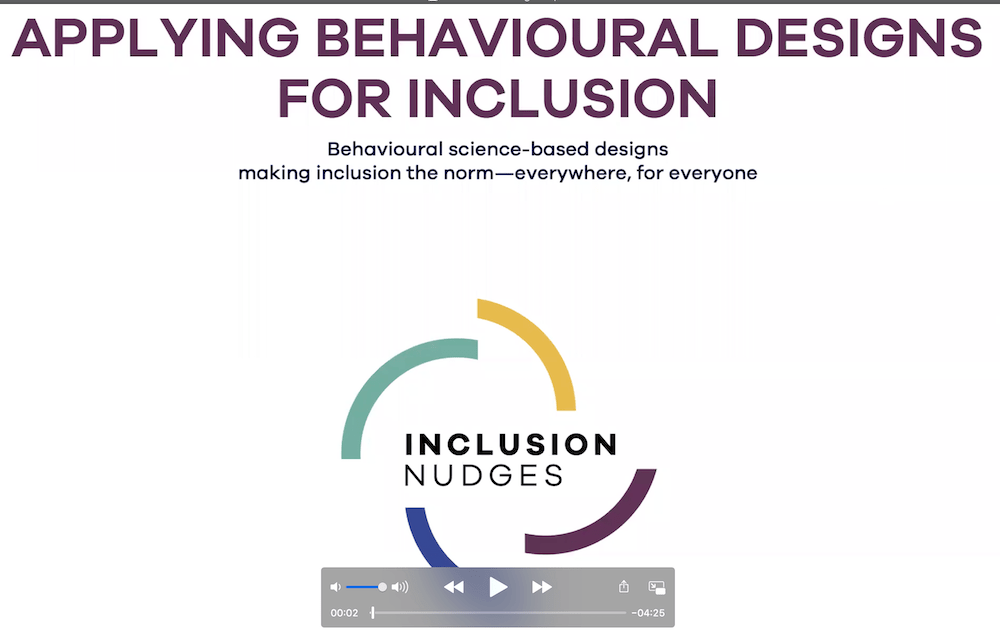 APPLYING BEHAVIOURAL DESIGNS
FOR INCLUSION
Behavioural science-based designs
making inclusion the norm—everywhere, for everyone
INCLUSION
NUDGES
00:02
−04:25